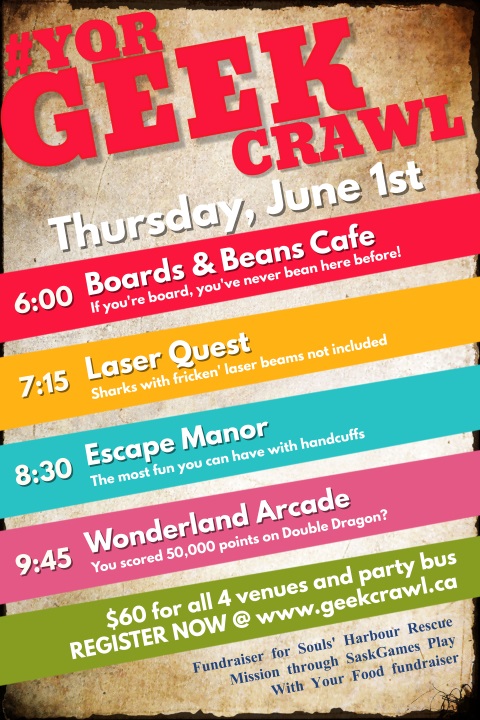 #YQR
GEEK
CRAWL
Thursday, June 1st
6:00 Boards & Beans Cafe
If you're board, you've never bean here before!
7:15 Laser Quest
Sharks with fricken' laser beams not included
8:30 Escape Manor
The most fun you can have with handcuffs
9:45 Wonderland Arcade
You scored 50,000 points on Double Dragon?
$60 for all 4 venues and party bus
REGISTER NOW @ www.geekcrawl.ca
Fundraiser for Souls' Harbour Rescue
Mission through SaskGames Play
With Your Food fundraiser